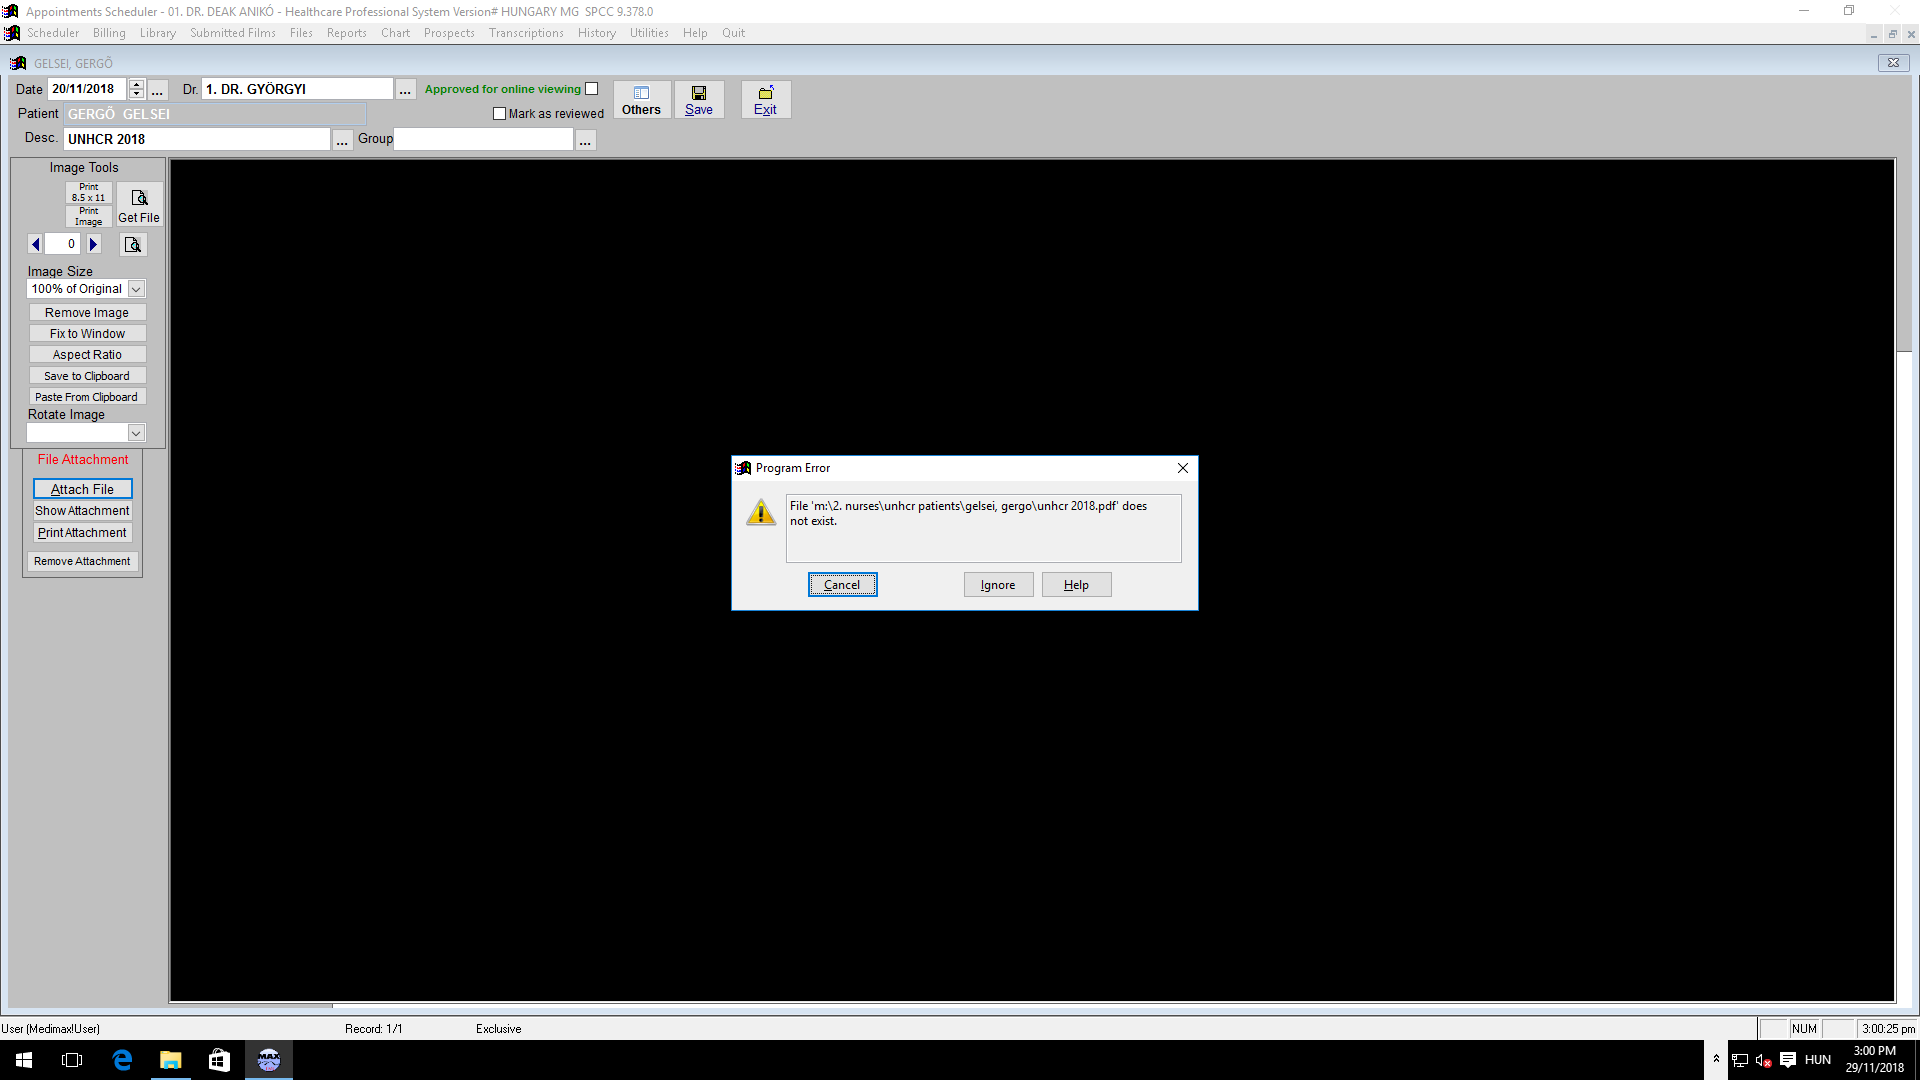 Appointments Scheduler - 01. DR. DEAK ANIKÓ - Healthcare Professional System Version# HUNGARY MG  SPCC 9.378.0
Scheduler Billing Library Submitted Films Files Reports Chart Prospects Transcriptions History Utilities Help Quit
GELSEI, GERGÕ
Date 20/11/2018 ... Dr. 1. DR. GYÖRGYI ... Approved for online viewing
Patient GERGÕ  GELSEI Mark as reviewed
Others Save Exit
Desc. UNHCR 2018 ... Group ...
Image Tools
Print
8.5 x 11
Print
Image
Get File
0
Image Size
100% of Original
Remove Image
Fix to Window
Aspect Ratio
Save to Clipboard
Paste From Clipboard
Rotate Image
File Attachment
Attach File
Show Attachment
Print Attachment
Remove Attachment
Program Error
File 'm:\2. nurses\unhcr patients\gelsei, gergo\unhcr 2018.pdf' does
not exist.
Cancel Ignore Help
User (Medimax!User) Record: 1/1 Exclusive NUM 3:00:25 pm
MAX
HUN
3:00 PM
29/11/2018